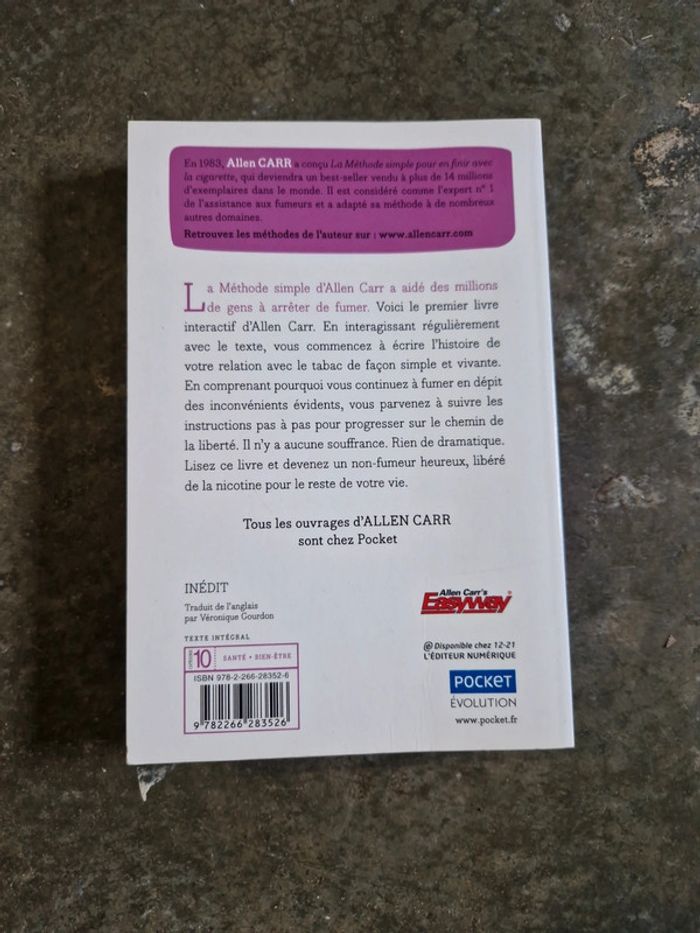 En 1983, Allen CARR a conçu La Méthode simple pour en finir avec
la cigarette, qui deviendra un best-seller vendu à plus de 14 millions
d'exemplaires dans le monde. Il est considéré comme l'expert n° 1
de l'assistance aux fumeurs et a adapté sa méthode à de nombreux
autres domaines.
Retrouvez les méthodes de l'auteur sur : www.allencarr.com
La Méthode simple d'Allen Carr a aidé des millions
de gens à arrêter de fumer. Voici le premier livre
interactif d'Allen Carr. En interagissant régulièrement
avec le texte, vous commencez à écrire l'histoire de
votre relation avec le tabac de façon simple et vivante.
En comprenant pourquoi vous continuez à fumer en dépit
des inconvénients évidents, vous parvenez à suivre les
instructions pas à pas pour progresser sur le chemin de
la liberté. Il n'y a aucune souffrance. Rien de dramatique.
Lisez ce livre et devenez un non-fumeur heureux, libéré
de la nicotine pour le reste de votre vie.
Tous les ouvrages d'ALLEN CARR
sont chez Pocket
INÉDIT
Traduit de l'anglais
par Véronique Gourdon
TEXTE INTÉGRAL
10 SANTÉ • BIEN-ÊTRE
ISBN 978-2-266-28352-6
9 782266 283526
Allen Carr's
Easyway ®
@ Disponible chez 12-21
L'ÉDITEUR NUMÉRIQUE
POCKET
ÉVOLUTION
www.pocket.fr